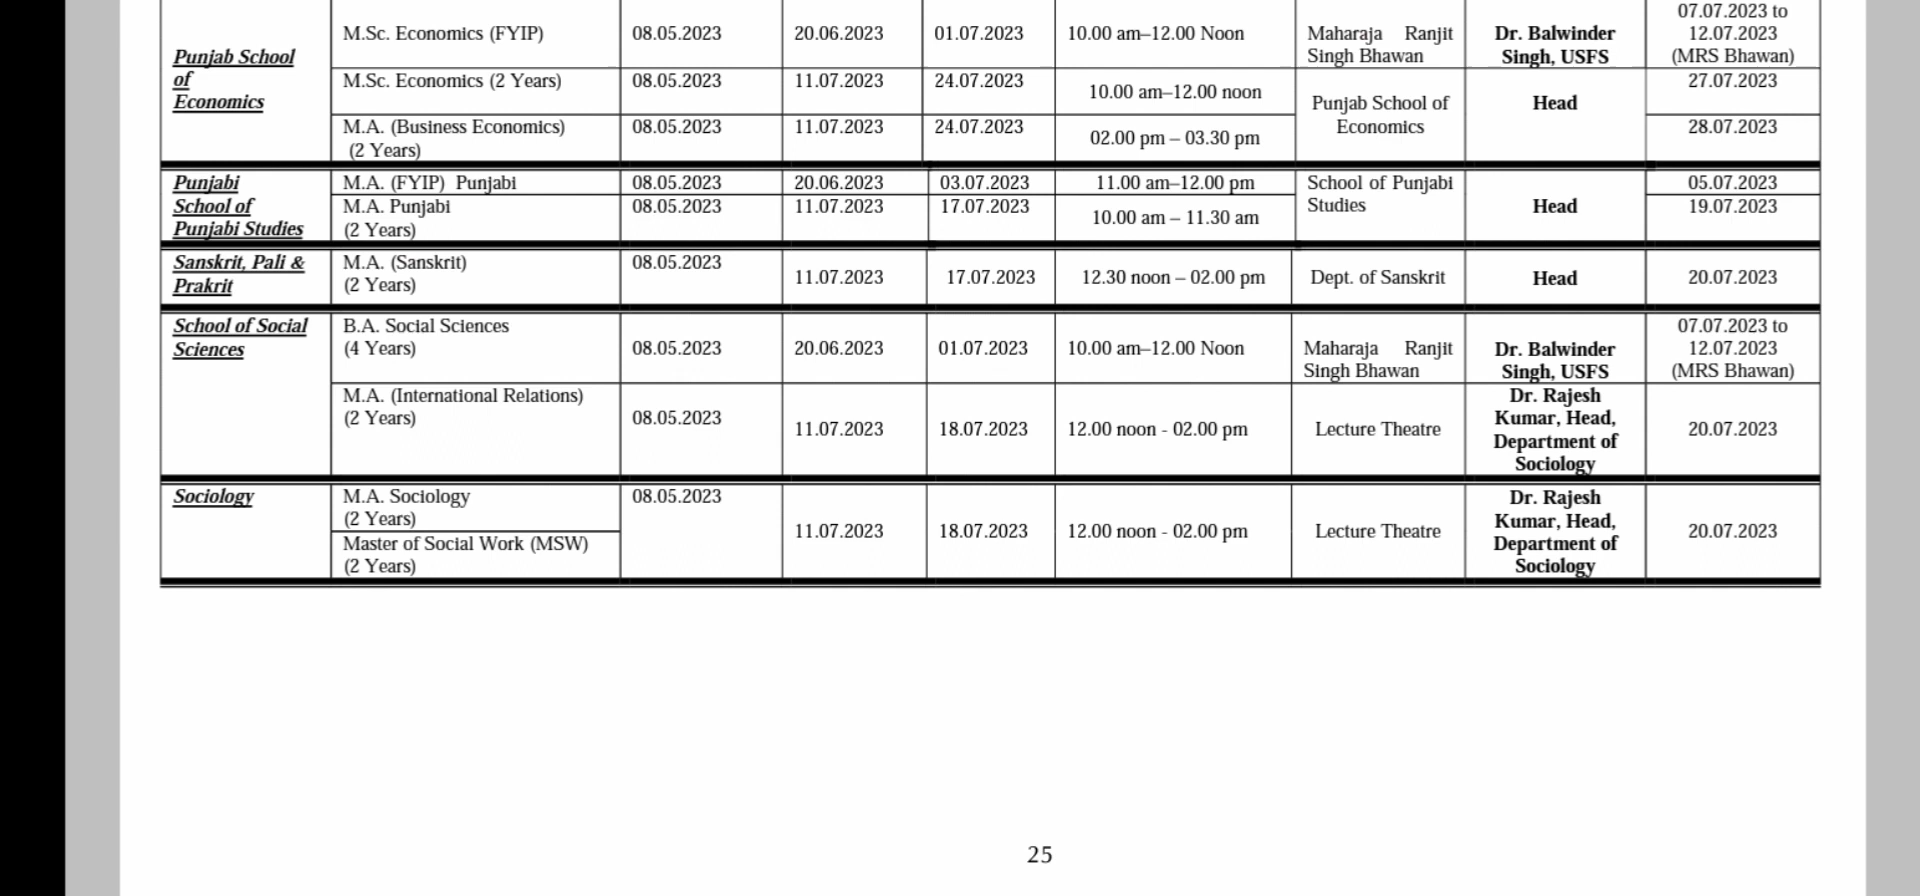 Punjab School
of
Economics
M.Sc. Economics (FYIP)
08.05.2023
20.06.2023
01.07.2023
10.00 am–12.00 Noon
Maharaja Ranjit
Singh Bhawan
Dr. Balwinder
Singh, USFS
07.07.2023 to
12.07.2023
(MRS Bhawan)
M.Sc. Economics (2 Years)
08.05.2023
11.07.2023
24.07.2023
10.00 am–12.00 noon
Punjab School of
Economics
Head
27.07.2023
M.A. (Business Economics)
(2 Years)
08.05.2023
11.07.2023
24.07.2023
02.00 pm – 03.30 pm
28.07.2023
Punjabi
School of
Punjabi Studies
M.A. (FYIP) Punjabi
08.05.2023
20.06.2023
03.07.2023
11.00 am–12.00 pm
School of Punjabi
Studies
Head
05.07.2023
M.A. Punjabi
(2 Years)
08.05.2023
11.07.2023
17.07.2023
10.00 am – 11.30 am
19.07.2023
Sanskrit, Pali &
Prakrit
M.A. (Sanskrit)
(2 Years)
08.05.2023
11.07.2023
17.07.2023
12.30 noon – 02.00 pm
Dept. of Sanskrit
Head
20.07.2023
School of Social
Sciences
B.A. Social Sciences
(4 Years)
08.05.2023
20.06.2023
01.07.2023
10.00 am–12.00 Noon
Maharaja Ranjit
Singh Bhawan
Dr. Balwinder
Singh, USFS
07.07.2023 to
12.07.2023
(MRS Bhawan)
M.A. (International Relations)
(2 Years)
08.05.2023
11.07.2023
18.07.2023
12.00 noon - 02.00 pm
Lecture Theatre
Dr. Rajesh
Kumar, Head,
Department of
Sociology
20.07.2023
Sociology
M.A. Sociology
(2 Years)
Master of Social Work (MSW)
(2 Years)
08.05.2023
11.07.2023
18.07.2023
12.00 noon - 02.00 pm
Lecture Theatre
Dr. Rajesh
Kumar, Head,
Department of
Sociology
20.07.2023
25